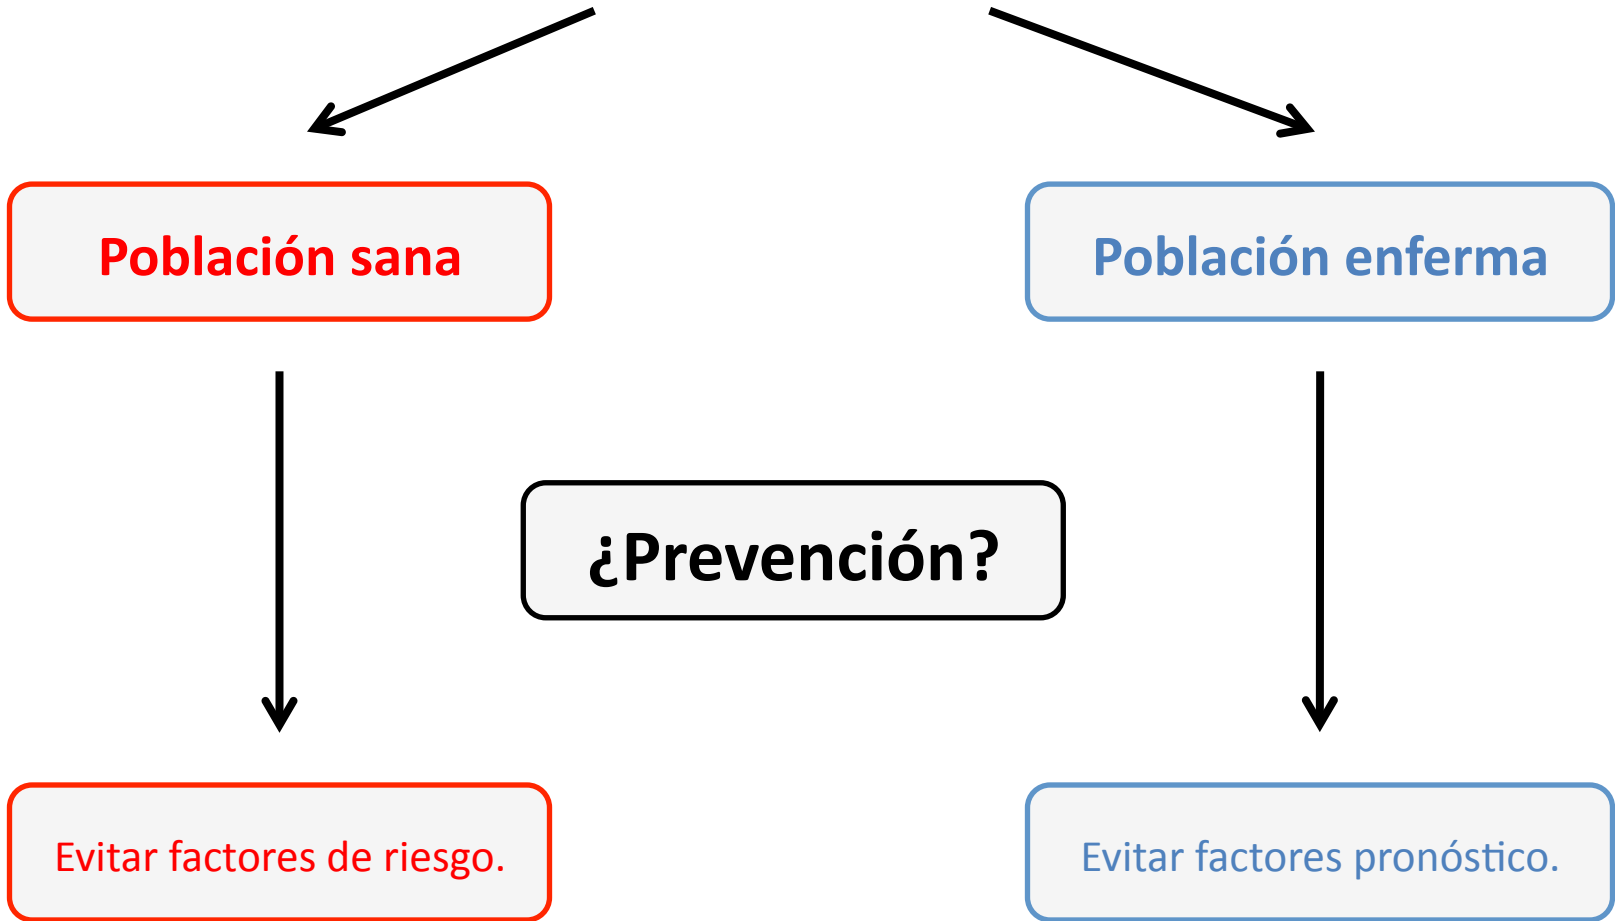 Población sana
Población enferma
¿Prevención?
Evitar factores de riesgo.
Evitar factores pronóstico.